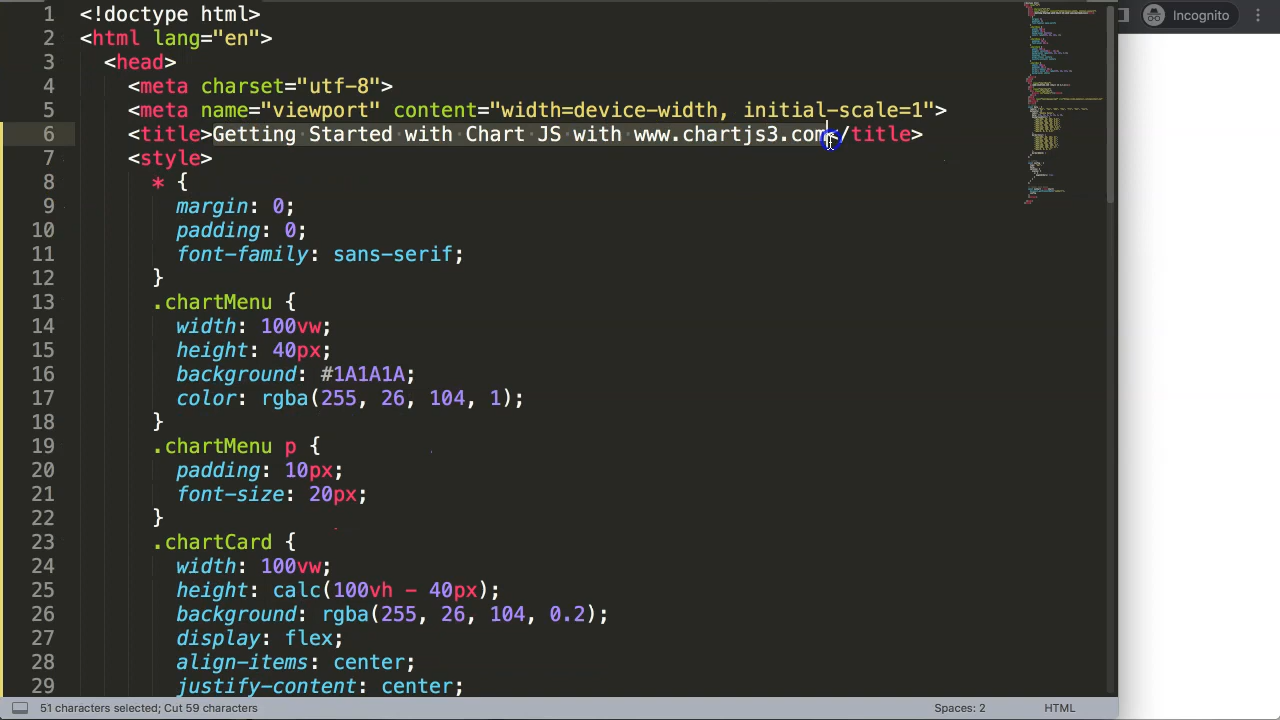 Incognito
1 <!doctype html>
2 <html lang="en">
3 <head>
4 <meta charset="utf-8">
5 <meta name="viewport" content="width=device-width, initial-scale=1">
6 <title>Getting Started with Chart JS with www.chartjs3.com</title>
7 <style>
8 * {
9 margin: 0;
10 padding: 0;
11 font-family: sans-serif;
12 }
13 .chartMenu {
14 width: 100vw;
15 height: 40px;
16 background: #1A1A1A;
17 color: rgba(255, 26, 104, 1);
18 }
19 .chartMenu p {
20 padding: 10px;
21 font-size: 20px;
22 }
23 .chartCard {
24 width: 100vw;
25 height: calc(100vh - 40px);
26 background: rgba(255, 26, 104, 0.2);
27 display: flex;
28 align-items: center;
29 justify-content: center;
51 characters selected; Cut 59 characters
Spaces: 2
HTML